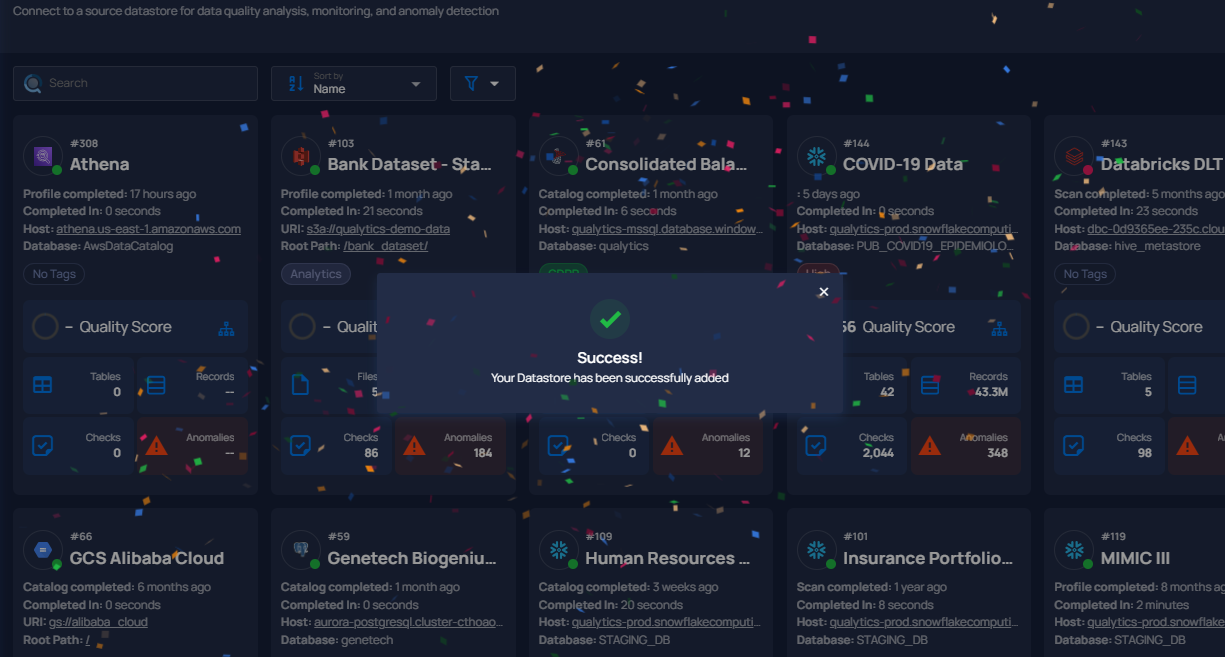 Connect to a source datastore for data quality analysis, monitoring, and anomaly detection
Search
Sort by
Name
#308
Athena
Profile completed: 17 hours ago
Completed In: 0 seconds
Host: athena.us-east-1.amazonaws.com
Database: AwsDataCatalog
No Tags
– Quality Score
Tables
0
Records
–
Checks
0
Anomalies
–
#103
Bank Dataset - Sta...
Profile completed: 1 month ago
Completed In: 21 seconds
URI: s3a://qualytics-demo-data
Root Path: /bank_dataset/
Analytics
– Qualit
Files
5
Checks
86
Anomalies
184
#61
Consolidated Bala...
Catalog completed: 1 month ago
Completed In: 6 seconds
Host: qualytics-mssql.database.window...
Database: qualytics
GDPR
Checks
0
Anomalies
12
#144
COVID-19 Data
: 5 days ago
Completed In: 0 seconds
Host: qualytics-prod.snowflakecomputi...
Database: PUB_COVID19_EPIDEMIOLO...
High
56 Quality Score
Tables
42
Records
43.3M
Checks
2,044
Anomalies
348
#143
Databricks DLT
Scan completed: 5 months ago
Completed In: 23 seconds
Host: dbc-0d9365ee-235c.clou
Database: hive_metastore
No Tags
– Quality Score
Tables
5
Checks
98
Success!
Your Datastore has been successfully added
#66
GCS Alibaba Cloud
Catalog completed: 6 months ago
Completed In: 0 seconds
URI: gs://alibaba_cloud
Root Path: /
#59
Genetech Biogeniu...
Catalog completed: 1 month ago
Completed In: 0 seconds
Host: aurora-postgresql.cluster-cthoao...
Database: genetech
#109
Human Resources ...
Catalog completed: 3 weeks ago
Completed In: 20 seconds
Host: qualytics-prod.snowflakecomputi...
Database: STAGING_DB
#101
Insurance Portfolio...
Scan completed: 1 year ago
Completed In: 8 seconds
Host: qualytics-prod.snowflakecomputi...
Database: STAGING_DB
#119
MIMIC III
Profile completed: 8 months ag
Completed In: 2 minutes
Host: qualytics-prod.snowflake
Database: STAGING_DB